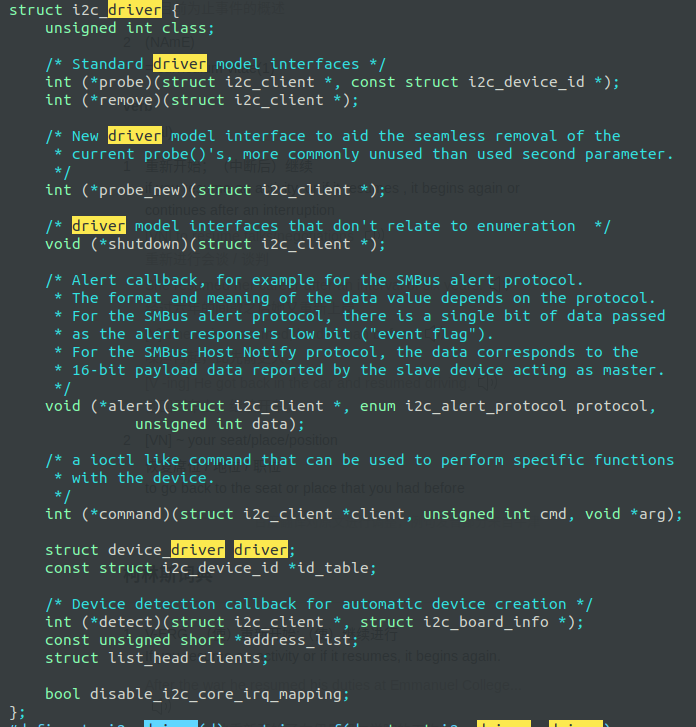 struct i2c_driver {
    unsigned int class;

    /* Standard driver model interfaces */
    int (*probe)(struct i2c_client *, const struct i2c_device_id *);
    int (*remove)(struct i2c_client *);

    /* New driver model interface to aid the seamless removal of the
     * current probe()'s, more commonly unused than used second parameter.
     */
    int (*probe_new)(struct i2c_client *);

    /* driver model interfaces that don't relate to enumeration  */
    void (*shutdown)(struct i2c_client *);

    /* Alert callback, for example for the SMBus alert protocol.
     * The format and meaning of the data value depends on the protocol.
     * For the SMBus alert protocol, there is a single bit of data passed
     * as the alert response's low bit ("event flag").
     * For the SMBus Host Notify protocol, the data corresponds to the
     * 16-bit payload data reported by the slave device acting as master.
     */
    void (*alert)(struct i2c_client *, enum i2c_alert_protocol protocol,
              unsigned int data);

    /* a ioctl like command that can be used to perform specific functions
     * with the device.
     */
    int (*command)(struct i2c_client *client, unsigned int cmd, void *arg);

    struct device_driver driver;
    const struct i2c_device_id *id_table;

    /* Device detection callback for automatic device creation */
    int (*detect)(struct i2c_client *, struct i2c_board_info *);
    const unsigned short *address_list;
    struct list_head clients;

    bool disable_i2c_core_irq_mapping;
};